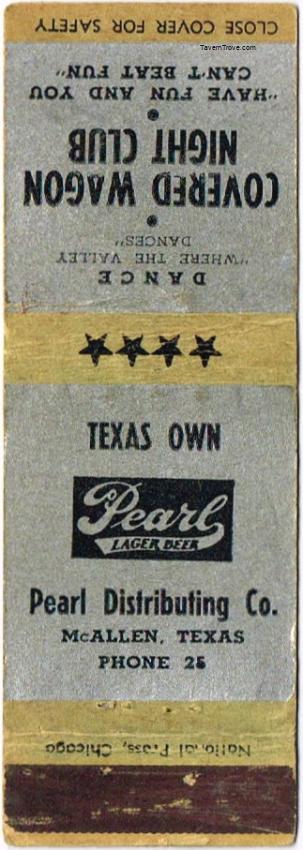 CLOSE COVER FOR SAFETY
TavernTrove.com
"HAVE FUN AND YOU
CAN'T BEAT FUN"
COVERED WAGON
NIGHT CLUB
DANCE
"WHERE THE VALLEY
DANCES"
TEXAS OWN
Pearl
LAGER BEER
Pearl Distributing Co.
McALLEN, TEXAS
PHONE 25
National Press, Chicago